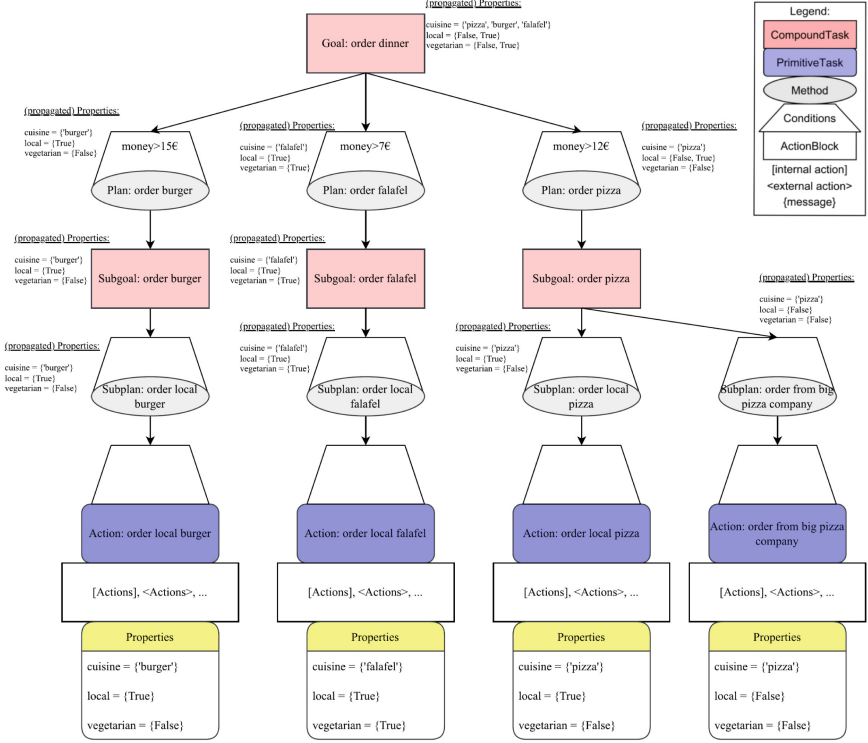 (propagated) Properties:
cuisine = {'pizza', 'burger', 'falafel'}
local = {False, True}
vegetarian = {False, True}
Goal: order dinner
Legend:
CompoundTask
PrimitiveTask
Method
Conditions
ActionBlock
[internal action]
<external action>
{message}
(propagated) Properties:
cuisine = {'burger'}
local = {True}
vegetarian = {False}
money>15€
Plan: order burger
(propagated) Properties:
cuisine = {'falafel'}
local = {True}
vegetarian = {True}
money>7€
Plan: order falafel
money>12€
Plan: order pizza
(propagated) Properties:
cuisine = {'pizza'}
local = {False, True}
vegetarian = {False}
(propagated) Properties:
cuisine = {'burger'}
local = {True}
vegetarian = {False}
Subgoal: order burger
(propagated) Properties:
cuisine = {'falafel'}
local = {True}
vegetarian = {True}
Subgoal: order falafel
Subgoal: order pizza
(propagated) Properties:
cuisine = {'pizza'}
local = {False}
vegetarian = {False}
(propagated) Properties:
cuisine = {'burger'}
local = {True}
vegetarian = {False}
Subplan: order local
burger
(propagated) Properties:
cuisine = {'falafel'}
local = {True}
vegetarian = {True}
Subplan: order local
falafel
(propagated) Properties:
cuisine = {'pizza'}
local = {True}
vegetarian = {False}
Subplan: order local
pizza
Subplan: order from big
pizza company
Action: order local burger
Action: order local falafel
Action: order local pizza
Action: order from big pizza
company
[Actions], <Actions>, ...
[Actions], <Actions>, ...
[Actions], <Actions>, ...
[Actions], <Actions>, ...
Properties
cuisine = {'burger'}
local = {True}
vegetarian = {False}
Properties
cuisine = {'falafel'}
local = {True}
vegetarian = {True}
Properties
cuisine = {'pizza'}
local = {True}
vegetarian = {False}
Properties
cuisine = {'pizza'}
local = {False}
vegetarian = {False}